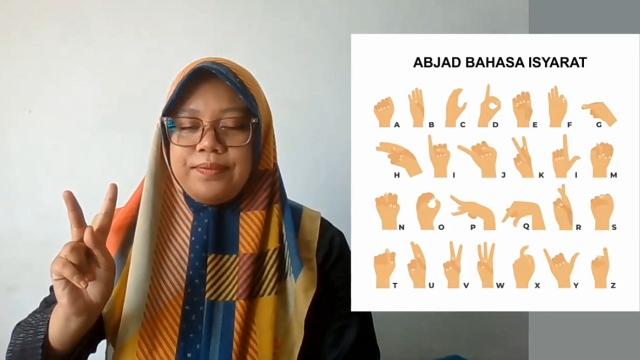 ABJAD BAHASA ISYARAT
A B C D E F G
H I J K I M
N O P Q R S
T U V W X Y Z